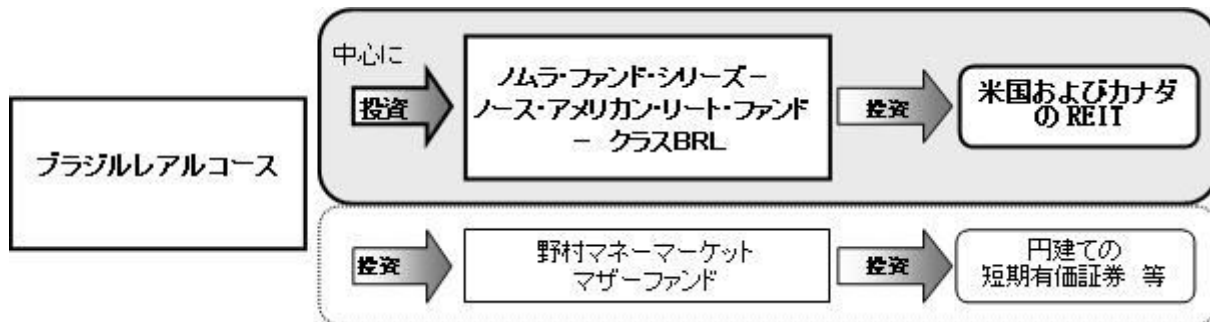 ブラジルレアルコース
中心に
投資
ノムラ・ファンド・シリーズ－
ノース・アメリカン・リート・ファンド
－ クラスBRL
投資
米国およびカナダ
の REIT
投資
野村マネーマーケット
マザーファンド
投資
円建ての
短期有価証券 等